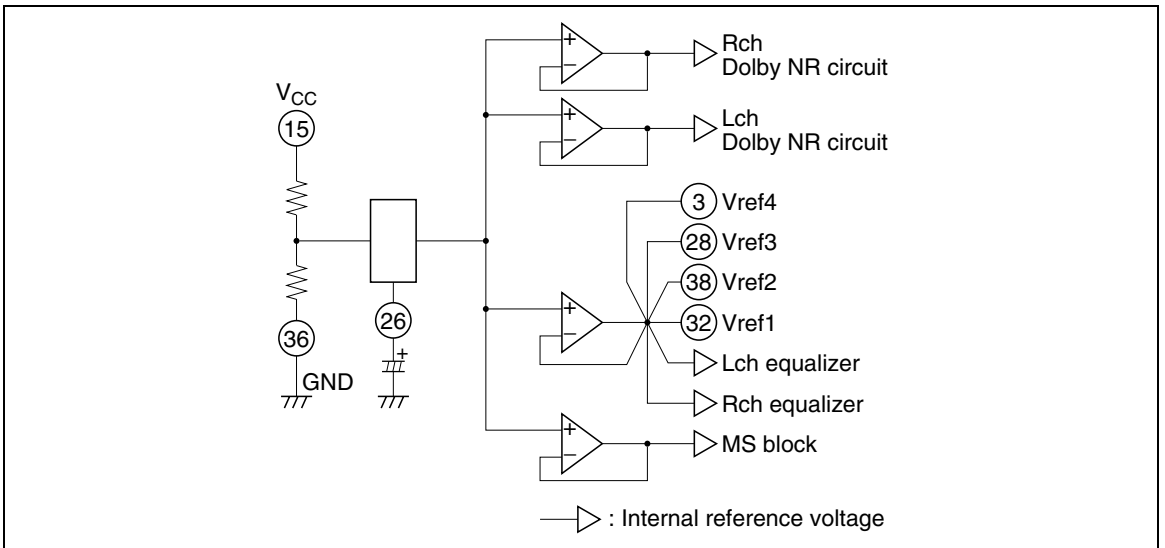 V_CC
15
36
GND
26
+
+
−
Rch
Dolby NR circuit
+
−
Lch
Dolby NR circuit
3 Vref4
28 Vref3
38 Vref2
32 Vref1
+
−
Lch equalizer
Rch equalizer
+
−
MS block
: Internal reference voltage